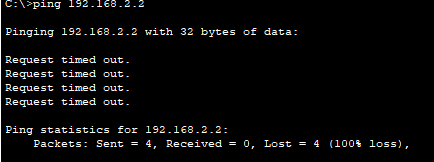 C:\>ping 192.168.2.2
Pinging 192.168.2.2 with 32 bytes of data:
Request timed out.
Request timed out.
Request timed out.
Request timed out.
Ping statistics for 192.168.2.2:
Packets: Sent = 4, Received = 0, Lost = 4 (100% loss),